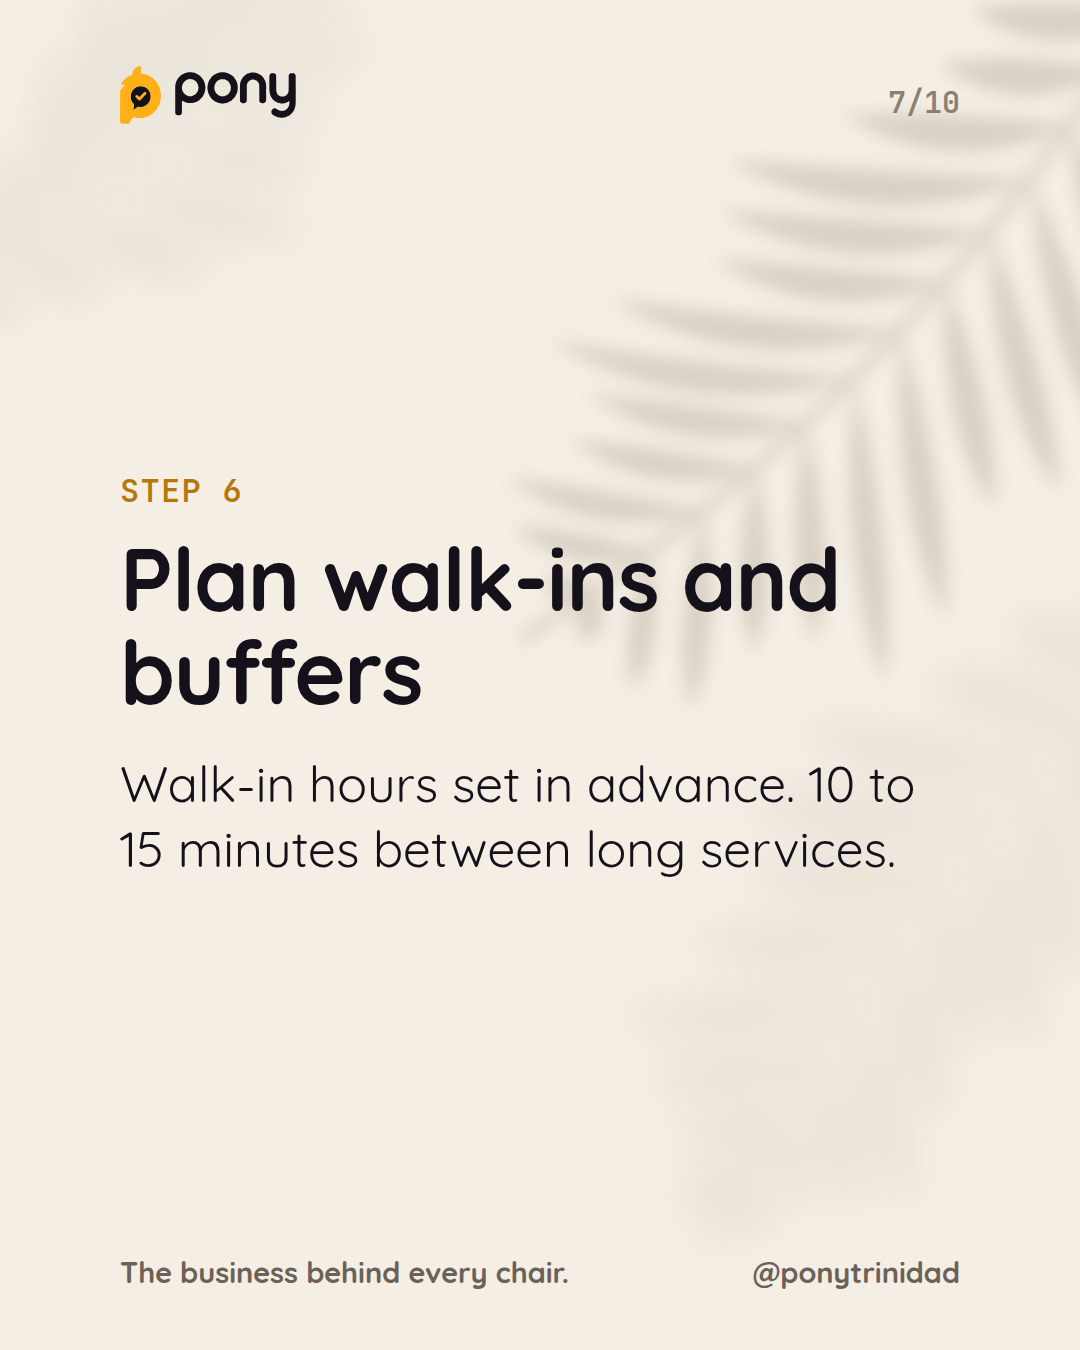 pony
7/10
STEP 6
Plan walk-ins and
buffers
Walk-in hours set in advance. 10 to
15 minutes between long services.
The business behind every chair.
@ponytrinidad